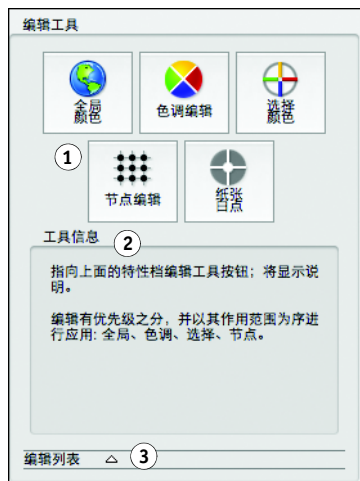 编辑工具
全局
颜色
色调编辑
选择
颜色
1
节点编辑
纸张
白点
工具信息
2
指向上面的特性档编辑工具按钮；将显示说
明。
编辑有优先级之分，并以其作用范围为序进
行应用: 全局、色调、选择、节点。
编辑列表
3